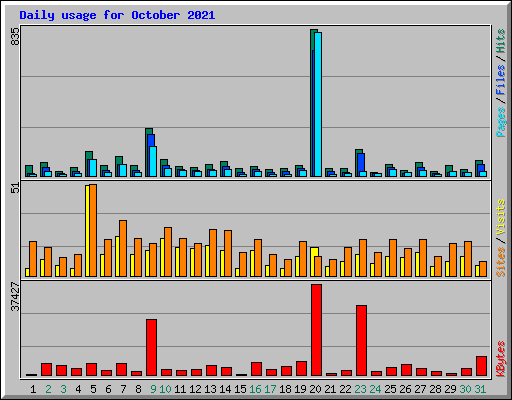 Daily usage for October 2021
835
Pages / Files / Hits
51
Sites / Visits
37427
KBytes
1 2 3 4 5 6 7 8 9 10 11 12 13 14 15 16 17 18 19 20 21 22 23 24 25 26 27 28 29 30 31